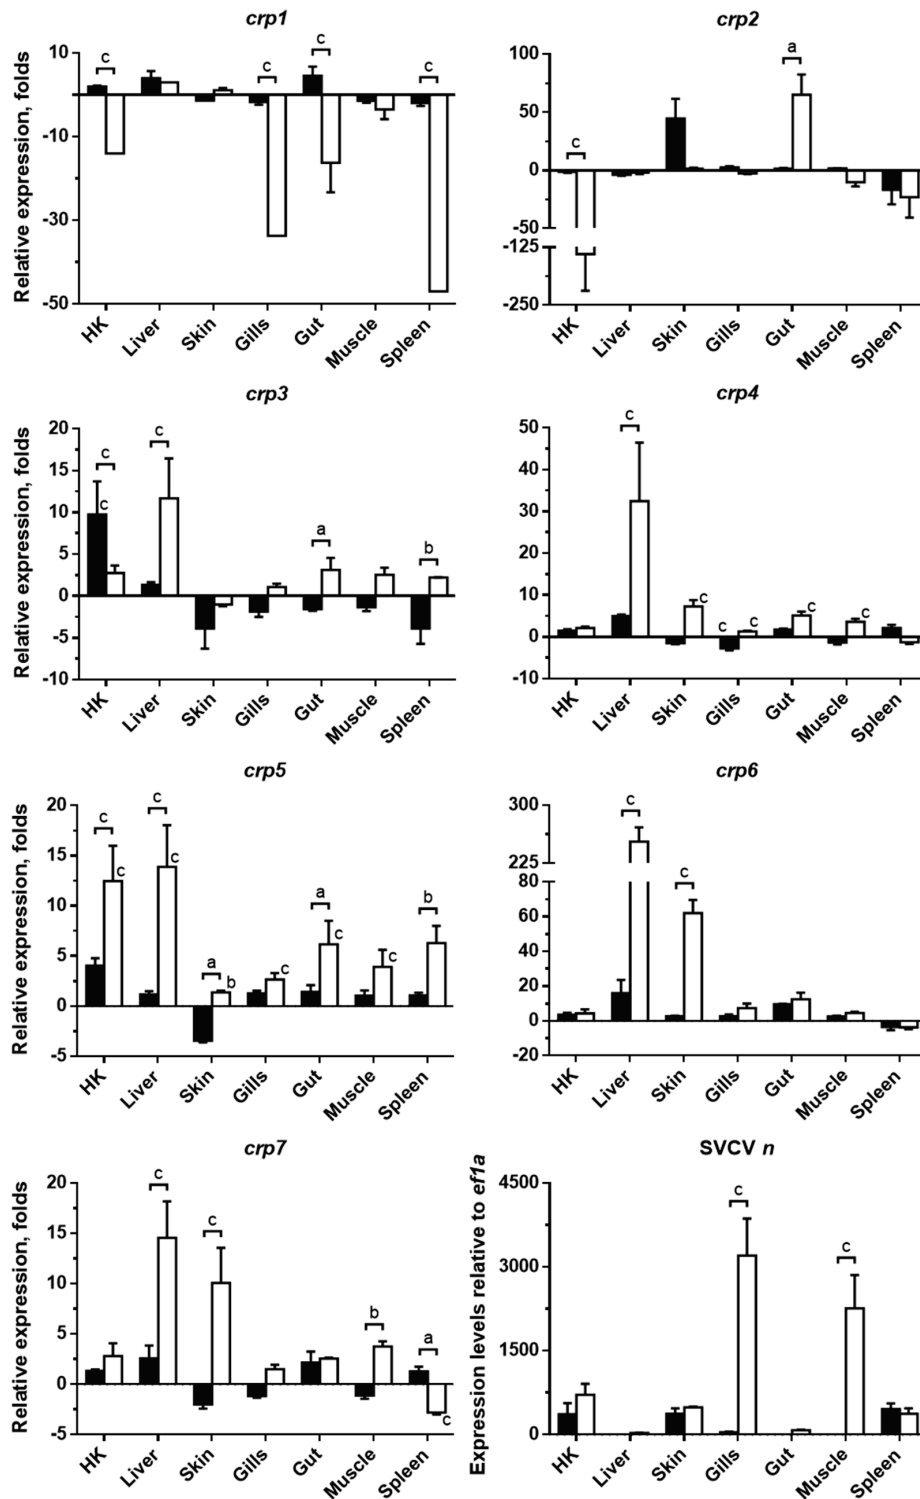 crp1
crp2
Relative expression, folds
10
-10
-20
-30
-40
-50
c
c
c
c
HK
Liver
Skin
Gills
Gut
Muscle
Spleen
100
50
0
-50
-125
-250
c
a
HK
Liver
Skin
Gills
Gut
Muscle
Spleen
crp3
crp4
Relative expression, folds
20
15
10
5
0
-5
-10
c
c
c
a
b
HK
Liver
Skin
Gills
Gut
Muscle
Spleen
50
40
30
20
10
0
-10
c
c
c
c
c
c
HK
Liver
Skin
Gills
Gut
Muscle
Spleen
crp5
crp6
Relative expression, folds
20
15
10
5
0
-5
c
c
c
c
a
b
c
a
c
c
b
HK
Liver
Skin
Gills
Gut
Muscle
Spleen
300
225
80
60
40
20
0
-20
c
c
HK
Liver
Skin
Gills
Gut
Muscle
Spleen
crp7
SVCV n
Relative expression, folds
20
15
10
5
0
-5
c
c
b
a
c
HK
Liver
Skin
Gills
Gut
Muscle
Spleen
Expression levels relative to ef1a
4500
3000
1500
0
c
c
HK
Liver
Skin
Gills
Gut
Muscle
Spleen